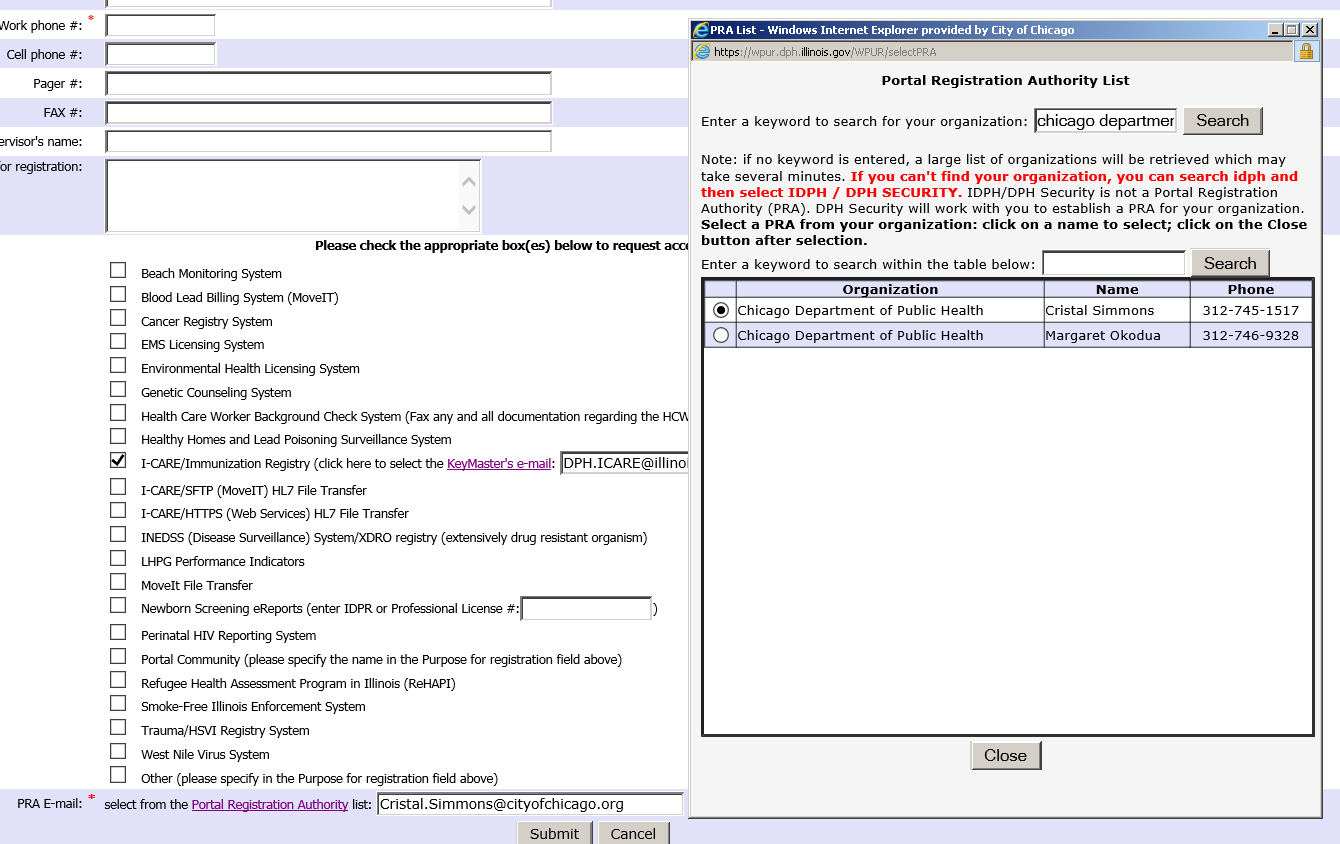 Work phone #: *
Cell phone #:
Pager #:
FAX #:
ervisor's name:
for registration:
Please check the appropriate box(es) below to request acc
Beach Monitoring System
Blood Lead Billing System (MoveIT)
Cancer Registry System
EMS Licensing System
Environmental Health Licensing System
Genetic Counseling System
Health Care Worker Background Check System (Fax any and all documentation regarding the HCW
Healthy Homes and Lead Poisoning Surveillance System
I-CARE/Immunization Registry (click here to select the KeyMaster's e-mail: DPH.ICARE@illinoi
I-CARE/SFTP (MoveIT) HL7 File Transfer
I-CARE/HTTPS (Web Services) HL7 File Transfer
INEDSS (Disease Surveillance) System/XDRO registry (extensively drug resistant organism)
LHPG Performance Indicators
MoveIt File Transfer
Newborn Screening eReports (enter IDPR or Professional License #: )
Perinatal HIV Reporting System
Portal Community (please specify the name in the Purpose for registration field above)
Refugee Health Assessment Program in Illinois (ReHAPI)
Smoke-Free Illinois Enforcement System
Trauma/HSVI Registry System
West Nile Virus System
Other (please specify in the Purpose for registration field above)
PRA E-mail: * select from the Portal Registration Authority list: Cristal.Simmons@cityofchicago.org
Submit Cancel
PRA List - Windows Internet Explorer provided by City of Chicago
https://wpur.dph.illinois.gov/WPUR/selectPRA
Portal Registration Authority List
Enter a keyword to search for your organization: chicago departmer Search
Note: if no keyword is entered, a large list of organizations will be retrieved which may
take several minutes. If you can't find your organization, you can search idph and
then select IDPH / DPH SECURITY. IDPH/DPH Security is not a Portal Registration
Authority (PRA). DPH Security will work with you to establish a PRA for your organization.
Select a PRA from your organization: click on a name to select; click on the Close
button after selection.
Enter a keyword to search within the table below: Search
Organization Name Phone
Chicago Department of Public Health Cristal Simmons 312-745-1517
Chicago Department of Public Health Margaret Okodua 312-746-9328
Close